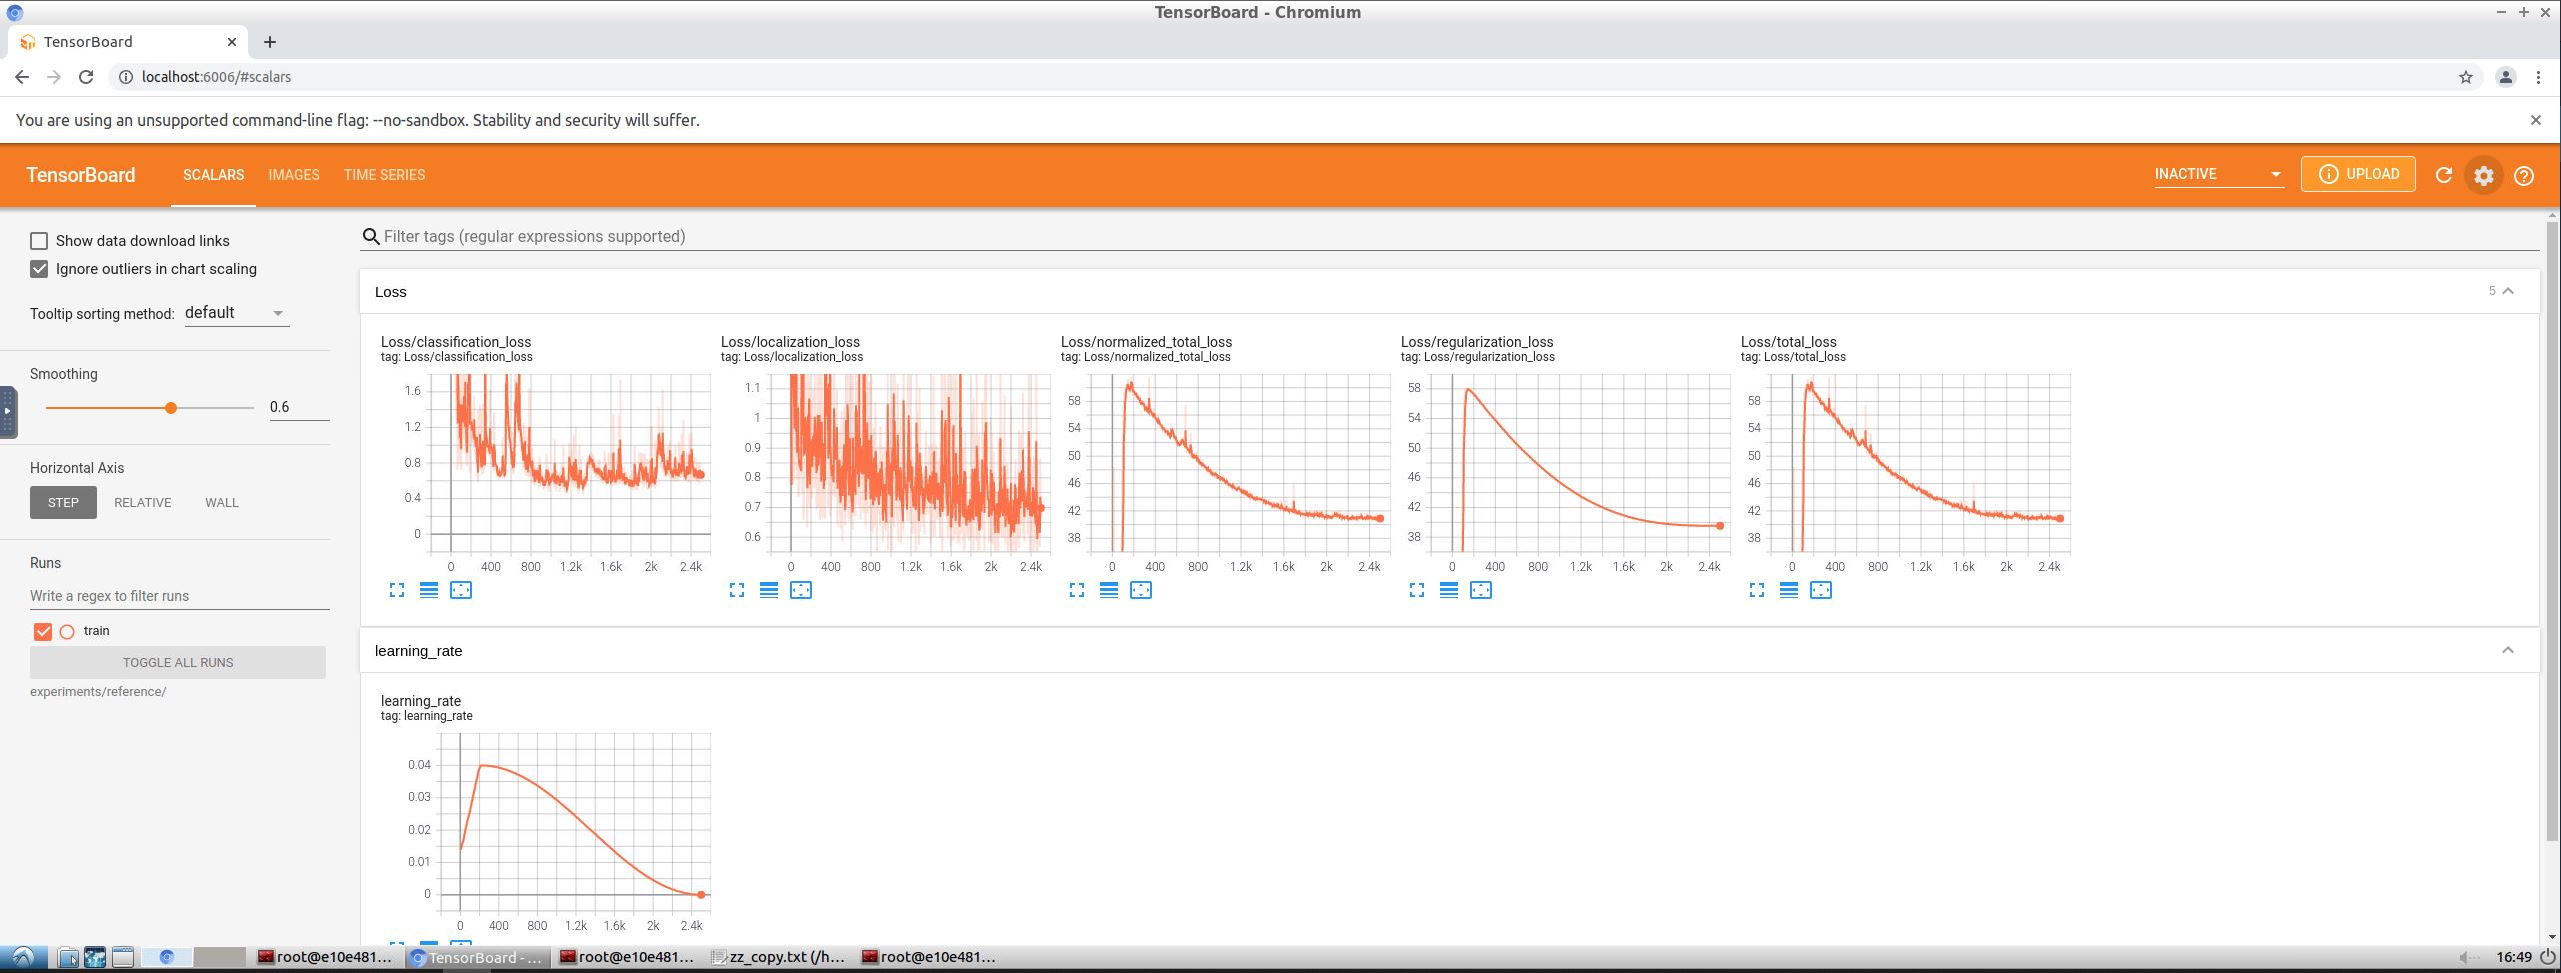 TensorBoard - Chromium
TensorBoard
localhost:6006/#scalars
You are using an unsupported command-line flag: --no-sandbox. Stability and security will suffer.
TensorBoard SCALARS IMAGES TIME SERIES INACTIVE UPLOAD
Show data download links
Ignore outliers in chart scaling
Tooltip sorting method: default
Smoothing
0.6
Horizontal Axis
STEP RELATIVE WALL
Runs
Write a regex to filter runs
train
TOGGLE ALL RUNS
experiments/reference/
Filter tags (regular expressions supported)
Loss 5
Loss/classification_loss
tag: Loss/classification_loss
1.6
1.2
0.8
0.4
0
0 400 800 1.2k 1.6k 2k 2.4k
Loss/localization_loss
tag: Loss/localization_loss
1.1
1
0.9
0.8
0.7
0.6
0 400 800 1.2k 1.6k 2k 2.4k
Loss/normalized_total_loss
tag: Loss/normalized_total_loss
58
54
50
46
42
38
0 400 800 1.2k 1.6k 2k 2.4k
Loss/regularization_loss
tag: Loss/regularization_loss
58
54
50
46
42
38
0 400 800 1.2k 1.6k 2k 2.4k
Loss/total_loss
tag: Loss/total_loss
58
54
50
46
42
38
0 400 800 1.2k 1.6k 2k 2.4k
learning_rate
learning_rate
tag: learning_rate
0.04
0.03
0.02
0.01
0
0 400 800 1.2k 1.6k 2k 2.4k
root@e10e481... TensorBoard - ... root@e10e481... zz_copy.txt (/h... root@e10e481... 16:49